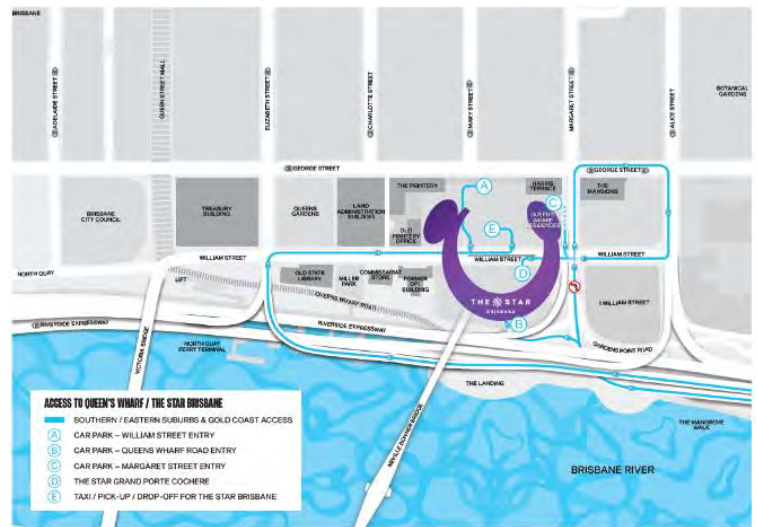 BRISBANE
ADELAIDE STREET
QUEEN STREET MALL
ELIZABETH STREET
CHARLOTTE STREET
MARY STREET
MARGARET STREET
ALICE STREET
BOTANICAL
GARDENS
GEORGE STREET
GEORGE STREET
THE PRINTERY
A
HARRIS
TERRACE
THE
MANSIONS
BRISBANE
CITY COUNCIL
TREASURY
BUILDING
QUEENS
GARDENS
LAND
ADMINISTRATION
BUILDING
OLD
PRINTERY
OFFICE
E
C
QUEEN'S
WHARF
RESIDENCES
WILLIAM STREET
WILLIAM STREET
WILLIAM STREET
D
NORTH QUAY
LIFT
OLD STATE
LIBRARY
MILLER
PARK
COMMISSARIAT
STORE
FORMER
DPI
BUILDING
QUEENS WHARF ROAD
THE STAR
BRISBANE
1 WILLIAM STREET
B
RIVERSIDE EXPRESSWAY
RIVERSIDE EXPRESSWAY
GARDENS POINT ROAD
VICTORIA BRIDGE
NORTH QUAY
FERRY TERMINAL
THE LANDING
NEVILLE BONNER BRIDGE
THE MANGROVE
WALK
BRISBANE RIVER
ACCESS TO QUEEN'S WHARF / THE STAR BRISBANE
SOUTHERN / EASTERN SUBURBS & GOLD COAST ACCESS
A CAR PARK – WILLIAM STREET ENTRY
B CAR PARK – QUEENS WHARF ROAD ENTRY
C CAR PARK – MARGARET STREET ENTRY
D THE STAR GRAND PORTE COCHERE
E TAXI / PICK-UP / DROP-OFF FOR THE STAR BRISBANE